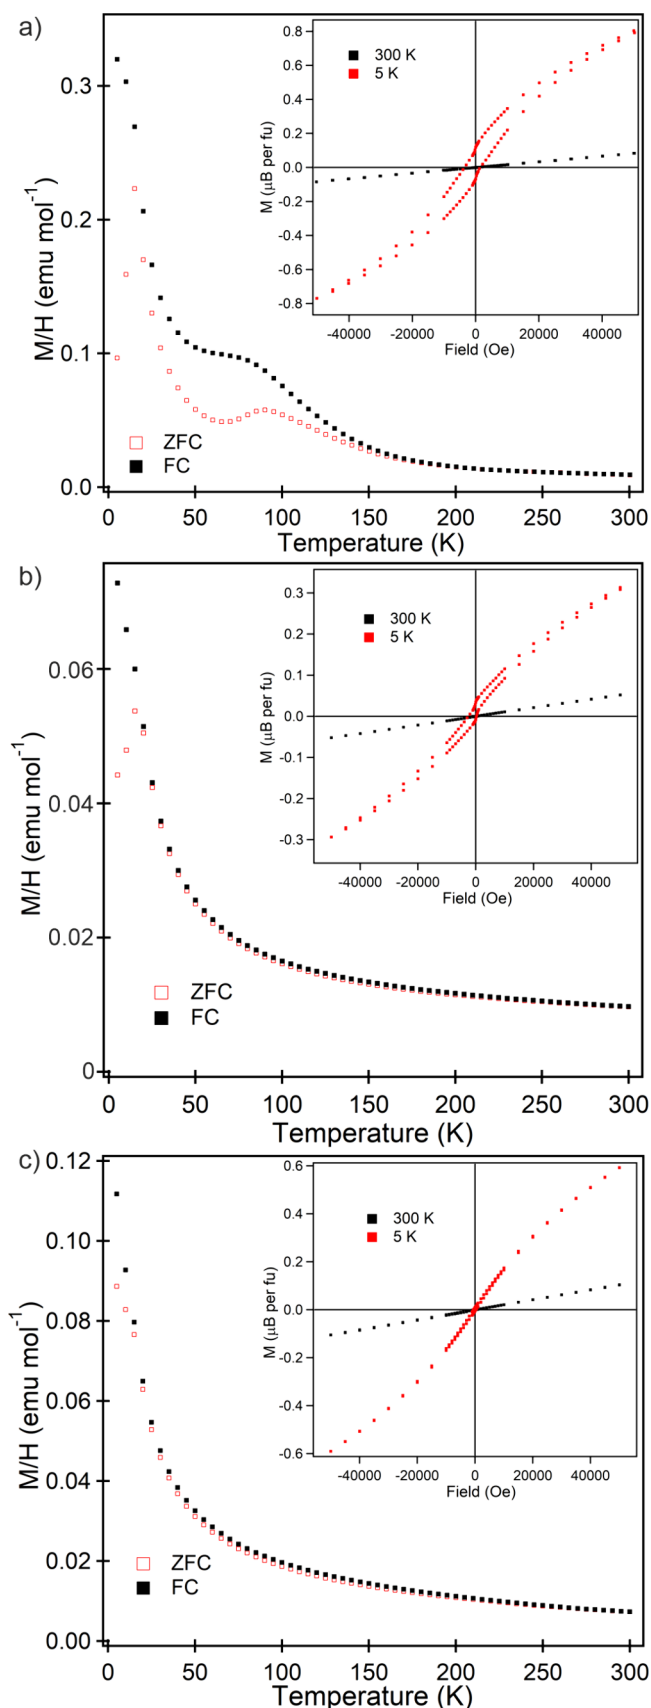 a)
M/H (emu mol⁻¹)
0.3
0.2
0.1
0.0
0 50 100 150 200 250 300
Temperature (K)
ZFC
FC
M (μB per fu)
0.8
0.6
0.4
0.2
0.0
-0.2
-0.4
-0.6
-0.8
-40000 -20000 0 20000 40000
Field (Oe)
300 K
5 K
b)
M/H (emu mol⁻¹)
0.06
0.04
0.02
0
0 50 100 150 200 250 300
Temperature (K)
ZFC
FC
M (μB per fu)
0.3
0.2
0.1
0.0
-0.1
-0.2
-0.3
-40000 -20000 0 20000 40000
Field (Oe)
300 K
5 K
c)
M/H (emu mol⁻¹)
0.12
0.10
0.08
0.06
0.04
0.02
0.00
0 50 100 150 200 250 300
Temperature (K)
ZFC
FC
M (μB per fu)
0.6
0.4
0.2
0.0
-0.2
-0.4
-0.6
-40000 -20000 0 20000 40000
Field (Oe)
300 K
5 K